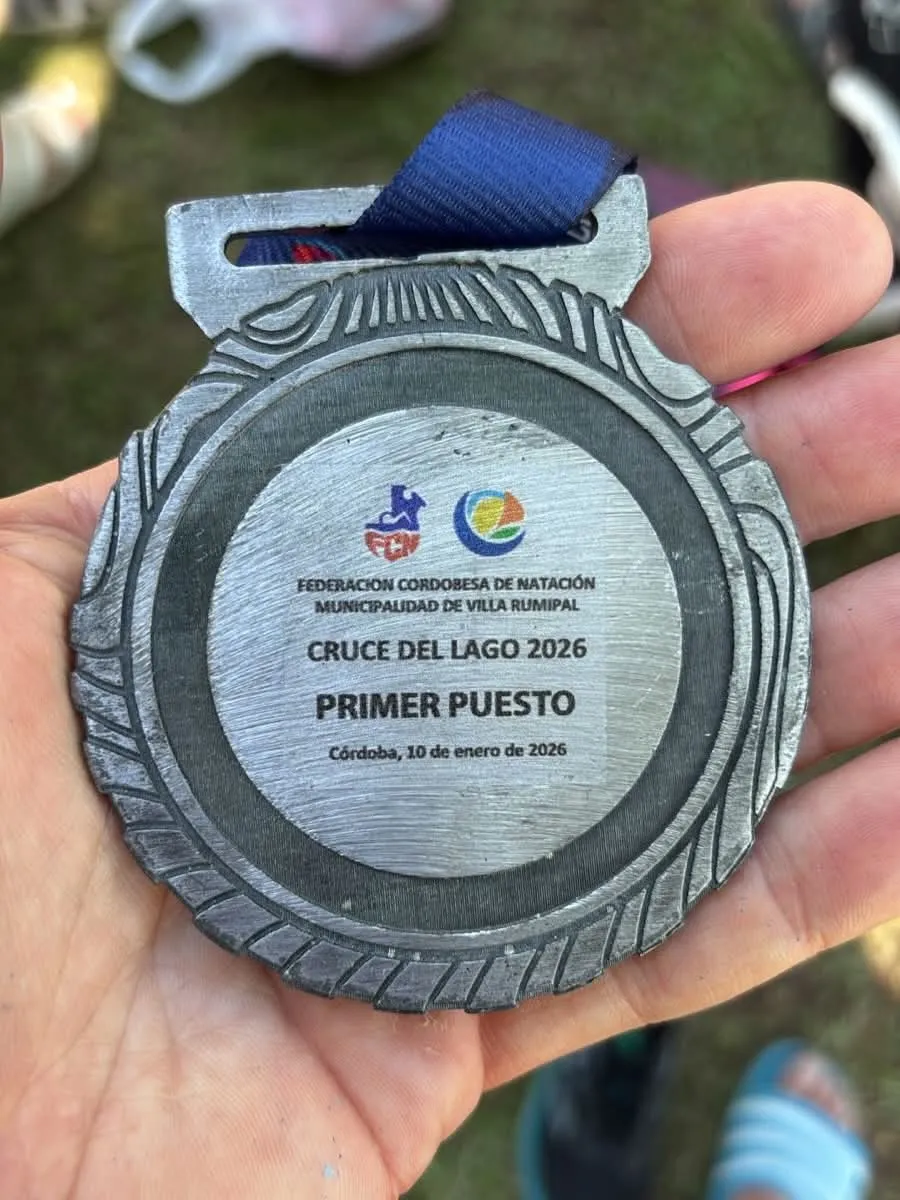 FCN
FEDERACION CORDOBESA DE NATACIÓN
MUNICIPALIDAD DE VILLA RUMIPAL
CRUCE DEL LAGO 2026
PRIMER PUESTO
Córdoba, 10 de enero de 2026